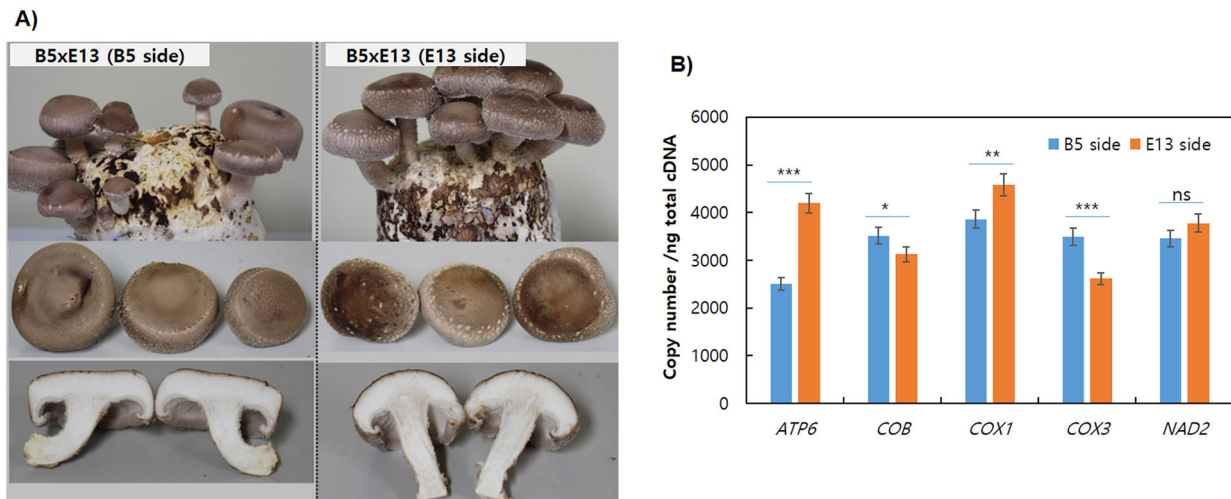 A)
B5xE13 (B5 side)
B5xE13 (E13 side)
B)
Copy number /ng total cDNA
6000
5000
4000
3000
2000
1000
0
B5 side
E13 side
***
*
**
***
ns
ATP6
COB
COX1
COX3
NAD2